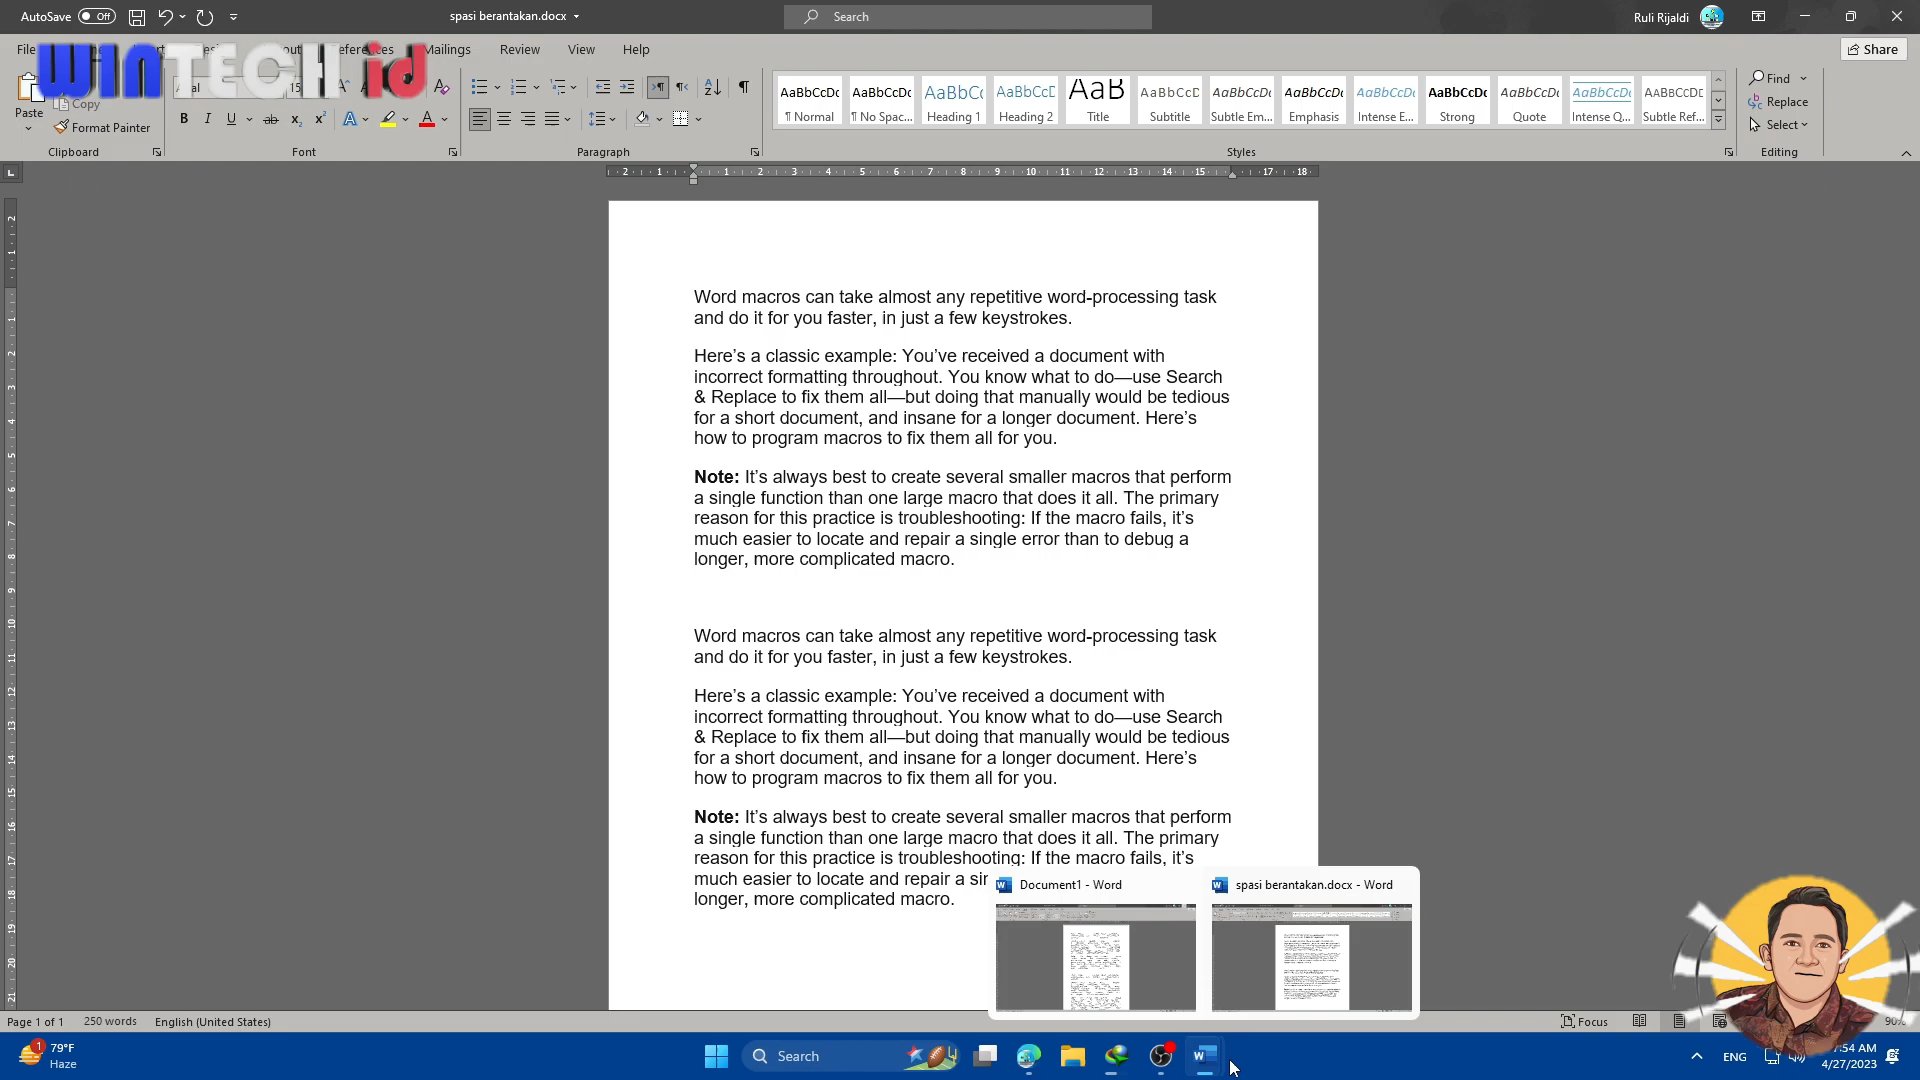 AutoSave Off
spasi berantakan.docx
Search
Ruli Rijaldi
File
Mailings
Review
View
Help
Share
WINTECH id
Paste
Copy
Format Painter
Clipboard
15
Font
Paragraph
AaBbCcDc AaBbCcDc AaBbCc AaBbCcD AaB AaBbCcD AaBbCcDc AaBbCcDc AaBbCcDc AaBbCcDc AaBbCcDc AaBbCcDc AABBCCDE
¶ Normal ¶ No Spac... Heading 1 Heading 2 Title Subtitle Subtle Em... Emphasis Intense E... Strong Quote Intense Q... Subtle Ref...
Styles
Find
Replace
Select
Editing
Word macros can take almost any repetitive word-processing task
and do it for you faster, in just a few keystrokes.
Here’s a classic example: You’ve received a document with
incorrect formatting throughout. You know what to do—use Search
& Replace to fix them all—but doing that manually would be tedious
for a short document, and insane for a longer document. Here’s
how to program macros to fix them all for you.
Note: It’s always best to create several smaller macros that perform
a single function than one large macro that does it all. The primary
reason for this practice is troubleshooting: If the macro fails, it’s
much easier to locate and repair a single error than to debug a
longer, more complicated macro.
Word macros can take almost any repetitive word-processing task
and do it for you faster, in just a few keystrokes.
Here’s a classic example: You’ve received a document with
incorrect formatting throughout. You know what to do—use Search
& Replace to fix them all—but doing that manually would be tedious
for a short document, and insane for a longer document. Here’s
how to program macros to fix them all for you.
Note: It’s always best to create several smaller macros that perform
a single function than one large macro that does it all. The primary
reason for this practice is troubleshooting: If the macro fails, it’s
much easier to locate and repair a
longer, more complicated macro.
Document1 - Word
spasi berantakan.docx - Word
Page 1 of 1
250 words
English (United States)
Focus
90%
1
79°F
Haze
Search
ENG
7:54 AM
4/27/2023